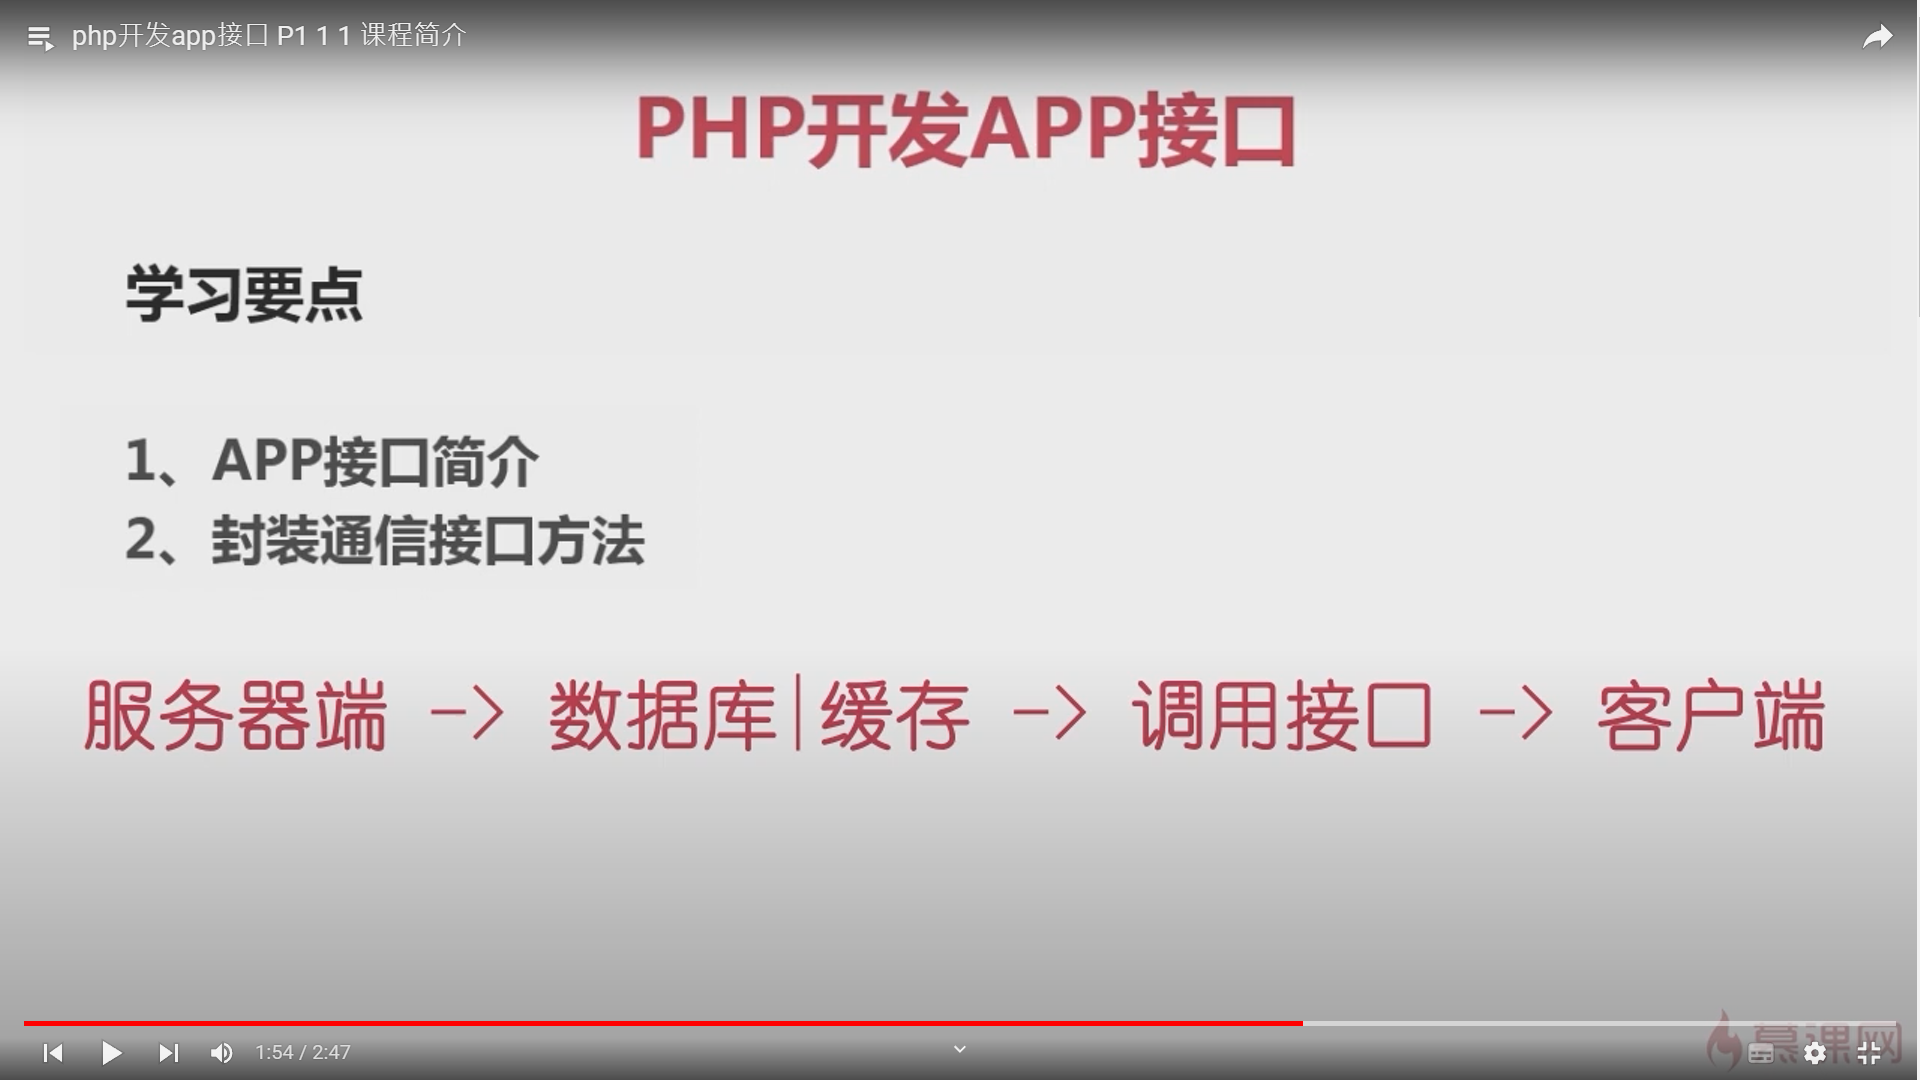 php开发app接口 P1 1 1 课程简介
PHP开发APP接口
学习要点
1、APP接口简介
2、封装通信接口方法
服务器端 -> 数据库|缓存 -> 调用接口 -> 客户端
1:54 / 2:47
慕课网